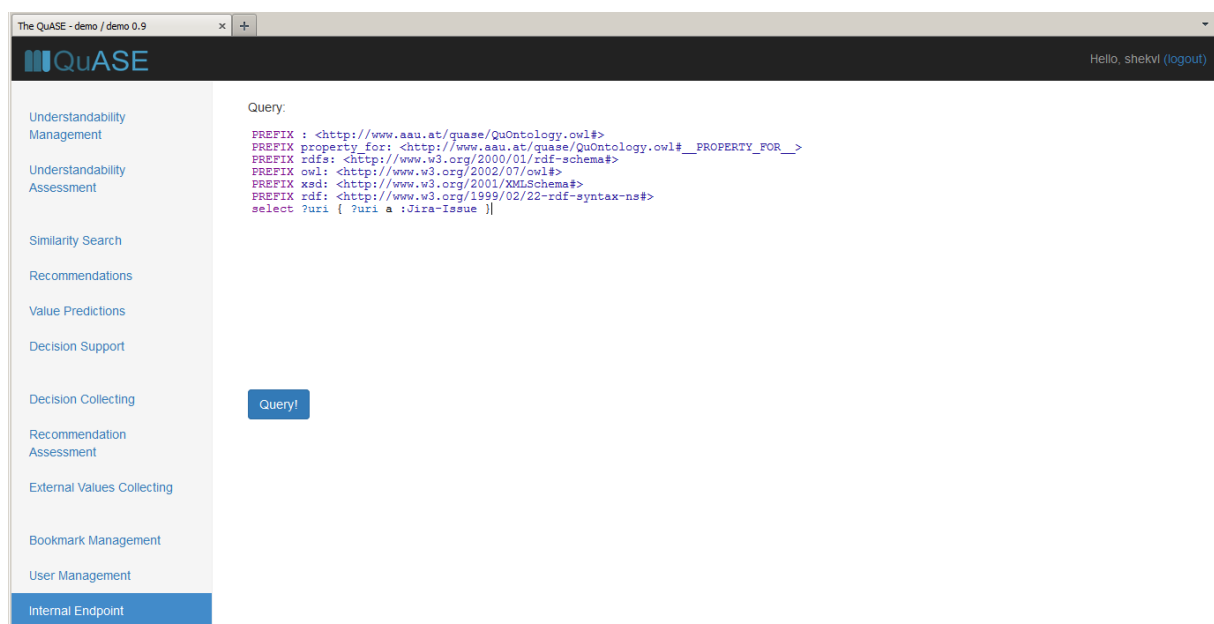 The QuASE - demo / demo 0.9
QuASE
Hello, shekvl (logout)
Understandability
Management
Understandability
Assessment
Similarity Search
Recommendations
Value Predictions
Decision Support
Decision Collecting
Recommendation
Assessment
External Values Collecting
Bookmark Management
User Management
Internal Endpoint
Query:
PREFIX : <http://www.aau.at/quase/QuOntology.owl#>
PREFIX property_for: <http://www.aau.at/quase/QuOntology.owl#__PROPERTY_FOR__>
PREFIX rdfs: <http://www.w3.org/2000/01/rdf-schema#>
PREFIX owl: <http://www.w3.org/2002/07/owl#>
PREFIX xsd: <http://www.w3.org/2001/XMLSchema#>
PREFIX rdf: <http://www.w3.org/1999/02/22-rdf-syntax-ns#>
select ?uri { ?uri a :Jira-Issue }
Query!